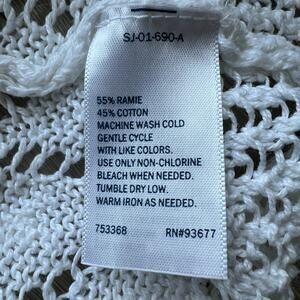 SJ-01-690-A
55% RAMIE
45% COTTON
MACHINE WASH COLD
GENTLE CYCLE
WITH LIKE COLORS.
USE ONLY NON-CHLORINE
BLEACH WHEN NEEDED.
TUMBLE DRY LOW.
WARM IRON AS NEEDED.
753368 RN#93677